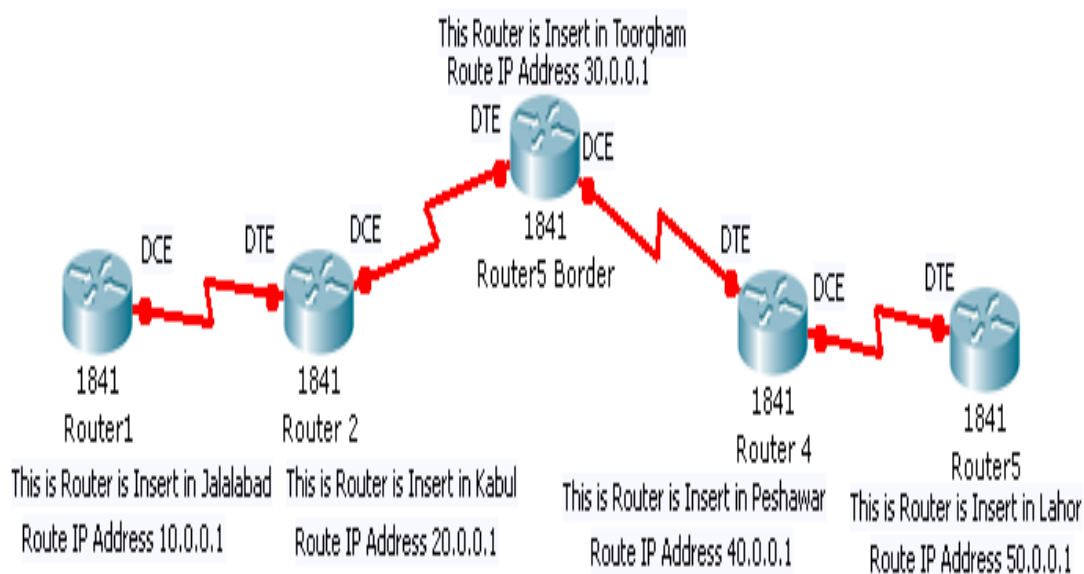 This Router is Insert in Toorgham
Route IP Address 30.0.0.1
DTE
DCE
1841
Router5 Border
DCE
DTE
DCE
DTE
DCE
DTE
1841
Router1
1841
Router 2
1841
Router 4
1841
Router5
This is Router is Insert in Jalalabad
Route IP Address 10.0.0.1
This is Router is Insert in Kabul
Route IP Address 20.0.0.1
This is Router is Insert in Peshawar
Route IP Address 40.0.0.1
This is Router is Insert in Lahor
Route IP Address 50.0.0.1